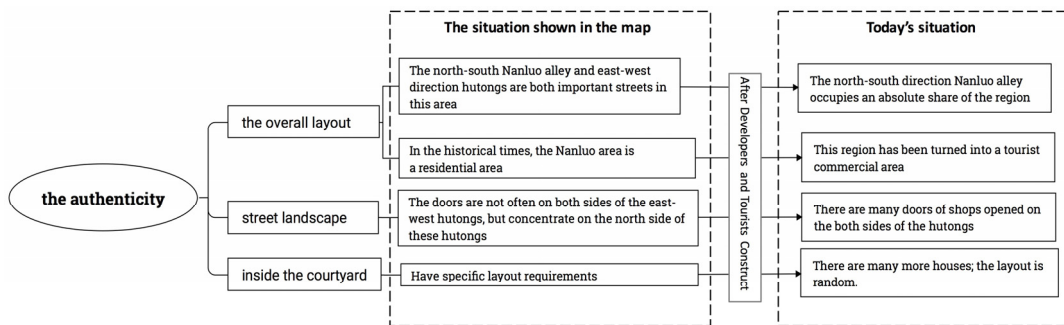 The situation shown in the map
Today's situation
the authenticity
the overall layout
The north-south Nanluo alley and east-west
direction hutongs are both important streets in
this area
In the historical times, the Nanluo area is
a residential area
street landscape
The doors are not often on both sides of the east-
west hutongs, but concentrate on the north side of
these hutongs
inside the courtyard
Have specific layout requirements
After Developers and Tourists Construct
The north-south direction Nanluo alley
occupies an absolute share of the region
This region has been turned into a tourist
commercial area
There are many doors of shops opened on
the both sides of the hutongs
There are many more houses; the layout is
random.